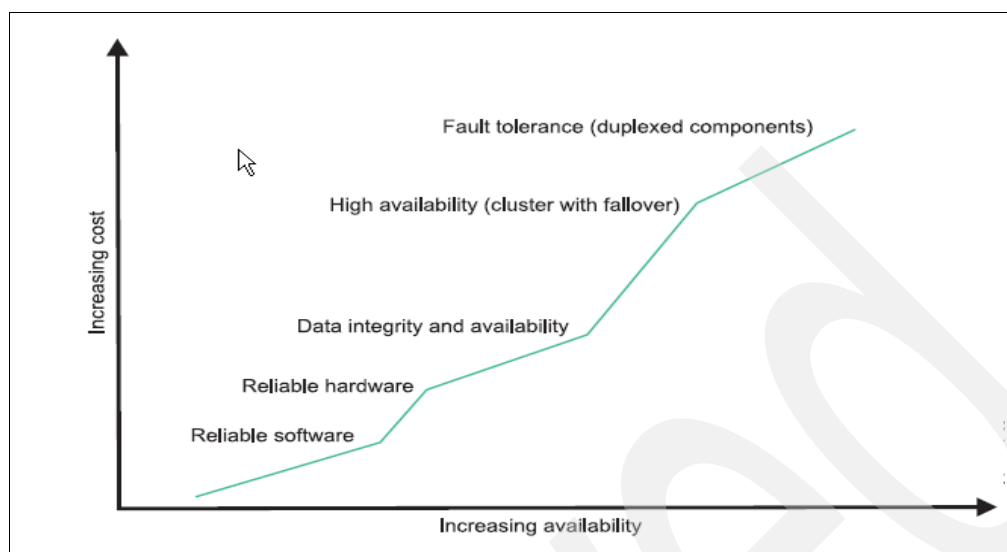 Fault tolerance (duplexed components)
High availability (cluster with fallover)
Increasing cost
Data integrity and availability
Reliable hardware
Reliable software
Increasing availability